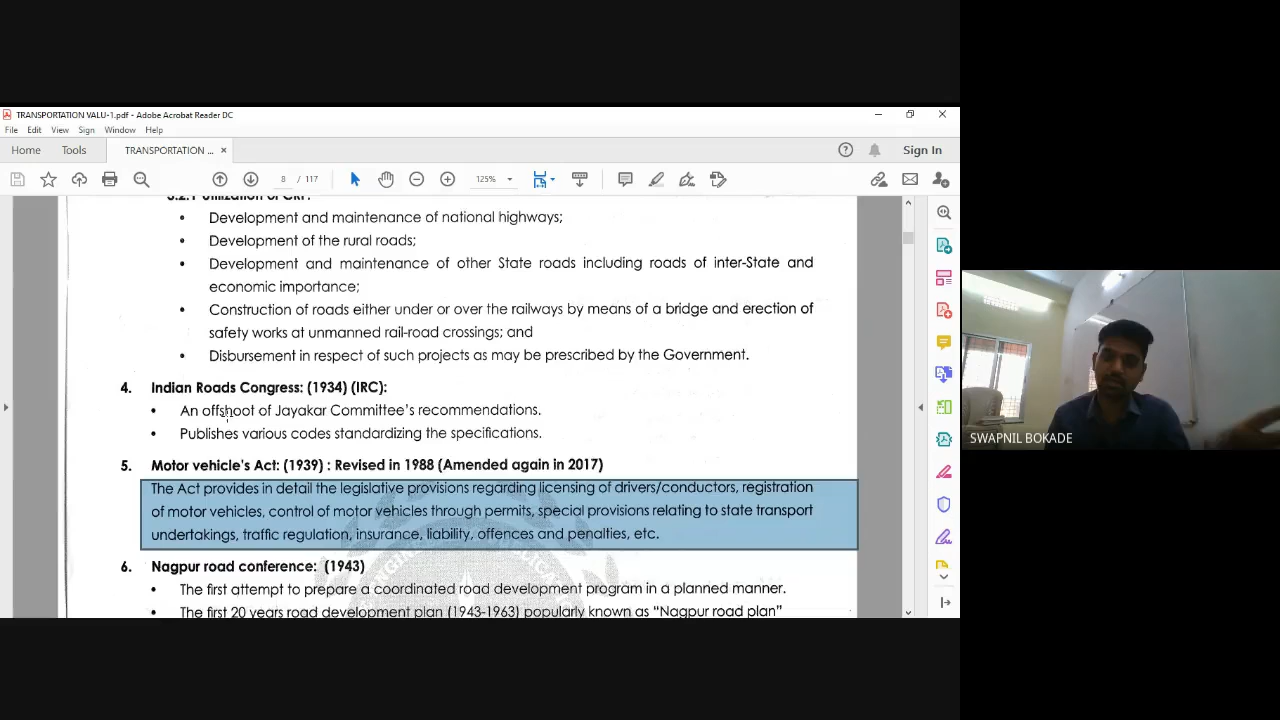 TRANSPORTATION VALU-1.pdf - Adobe Acrobat Reader DC
File Edit View Sign Window Help
Home Tools TRANSPORTATION ... × Sign In
8 / 117 125%
3.2.1 Utilization of CRF:
• Development and maintenance of national highways;
• Development of the rural roads;
• Development and maintenance of other State roads including roads of inter-State and
economic importance;
• Construction of roads either under or over the railways by means of a bridge and erection of
safety works at unmanned rail-road crossings; and
• Disbursement in respect of such projects as may be prescribed by the Government.
4. Indian Roads Congress: (1934) (IRC):
• An offshoot of Jayakar Committee's recommendations.
• Publishes various codes standardizing the specifications.
5. Motor vehicle's Act: (1939) : Revised in 1988 (Amended again in 2017)
The Act provides in detail the legislative provisions regarding licensing of drivers/conductors, registration
of motor vehicles, control of motor vehicles through permits, special provisions relating to state transport
undertakings, traffic regulation, insurance, liability, offences and penalties, etc.
6. Nagpur road conference: (1943)
• The first attempt to prepare a coordinated road development program in a planned manner.
• The first 20 years road development plan (1943-1963) popularly known as "Nagpur road plan"
SWAPNIL BOKADE